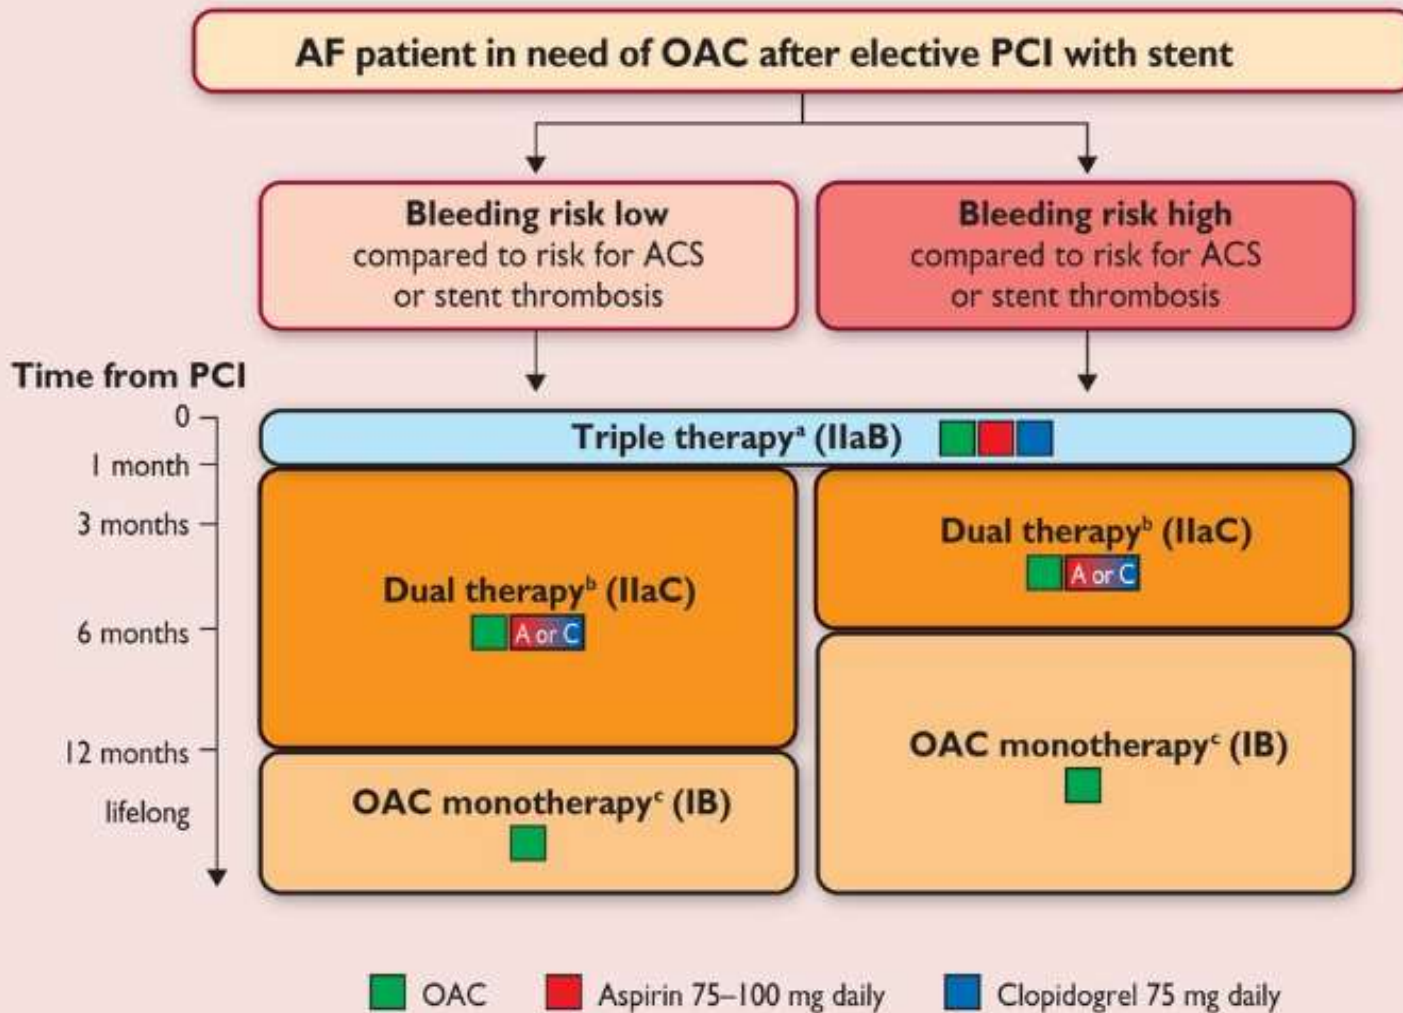 AF patient in need of OAC after elective PCI with stent
Bleeding risk low
compared to risk for ACS
or stent thrombosis
Bleeding risk high
compared to risk for ACS
or stent thrombosis
Time from PCI
0
1 month
3 months
6 months
12 months
lifelong
Triple therapyᵃ (IIaB)
Dual therapyᵇ (IIaC)
A or C
OAC monotherapyᶜ (IB)
Dual therapyᵇ (IIaC)
A or C
OAC monotherapyᶜ (IB)
OAC
Aspirin 75–100 mg daily
Clopidogrel 75 mg daily